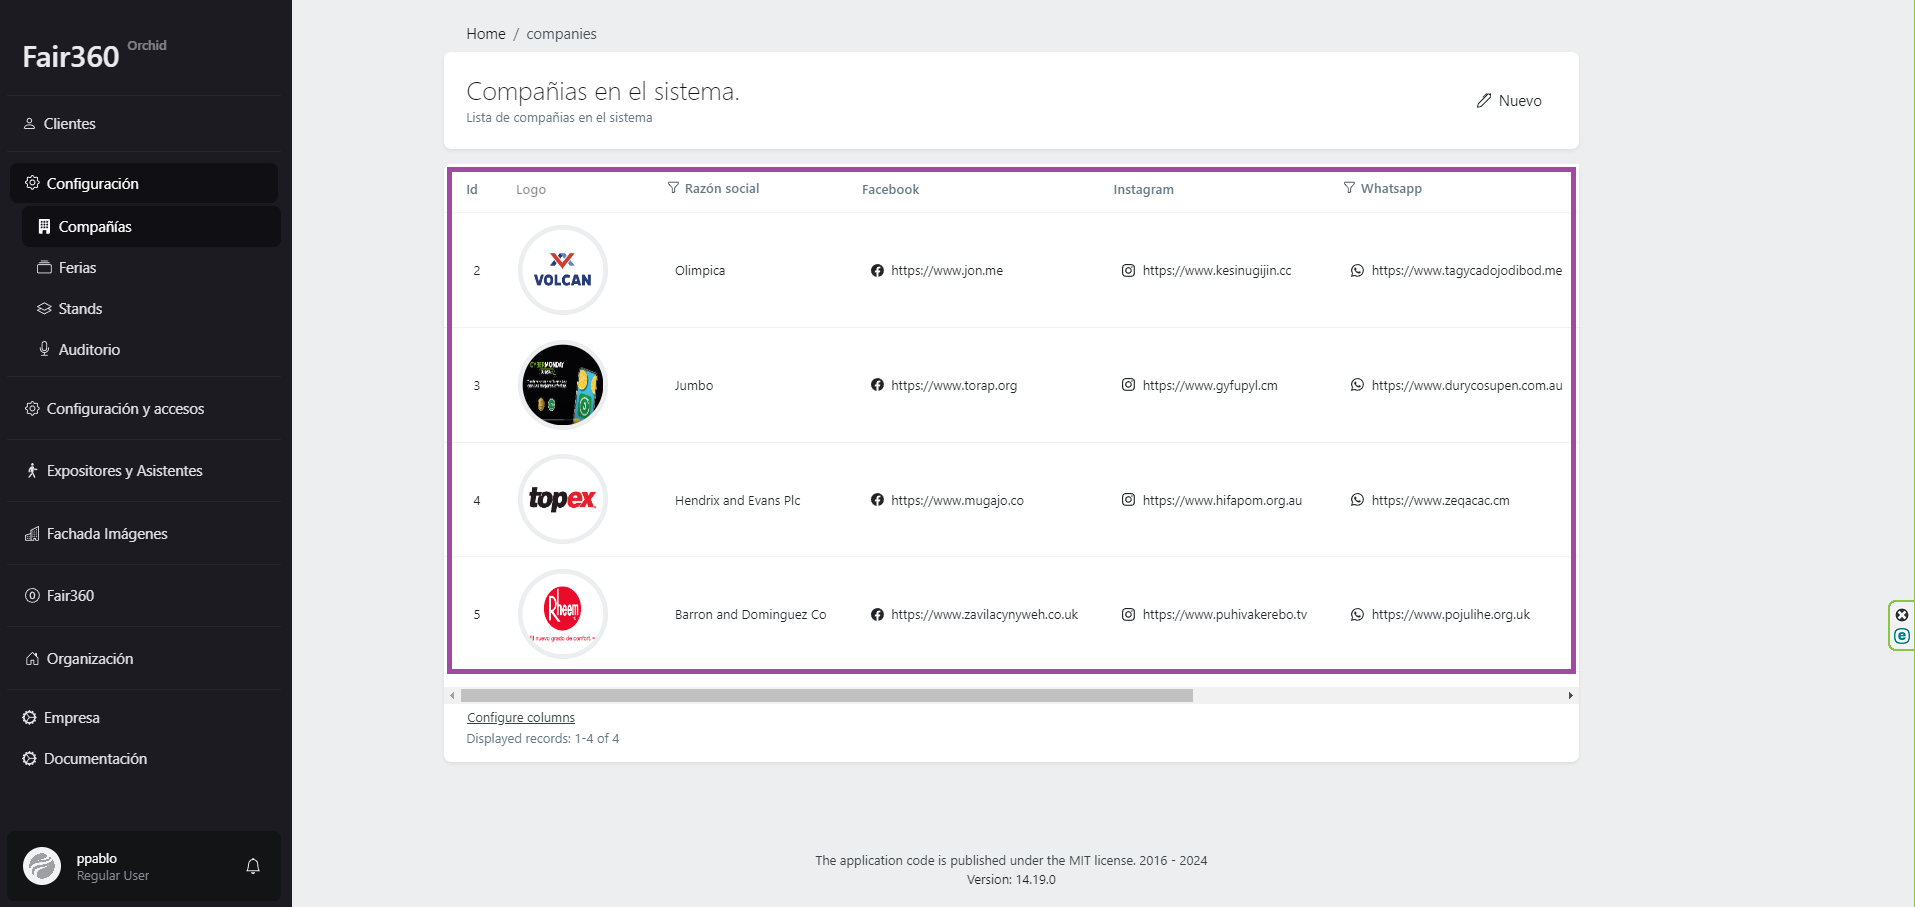 Fair360 Orchid
Clientes
Configuración
Compañías
Ferias
Stands
Auditorio
Configuración y accesos
Expositores y Asistentes
Fachada Imágenes
Fair360
Organización
Empresa
Documentación
ppablo
Regular User
Home / companies
Compañias en el sistema.
Lista de compañias en el sistema
Nuevo
Id Logo Razón social Facebook Instagram Whatsapp
2 VOLCAN Olimpica https://www.jon.me https://www.kesinugijin.cc https://www.tagycadojodibod.me
3 CYBERMONDAY Jumbo https://www.torap.org https://www.gyfupyl.cm https://www.durycosupen.com.au
4 topex Hendrix and Evans Plc https://www.mugajo.co https://www.hifapom.org.au https://www.zeqacac.cm
5 Rheem Barron and Dominguez Co https://www.zavilacynyweh.co.uk https://www.puhivakerebo.tv https://www.pojulihe.org.uk
El nuevo grado de confort
Configure columns
Displayed records: 1-4 of 4
The application code is published under the MIT license. 2016 - 2024
Version: 14.19.0